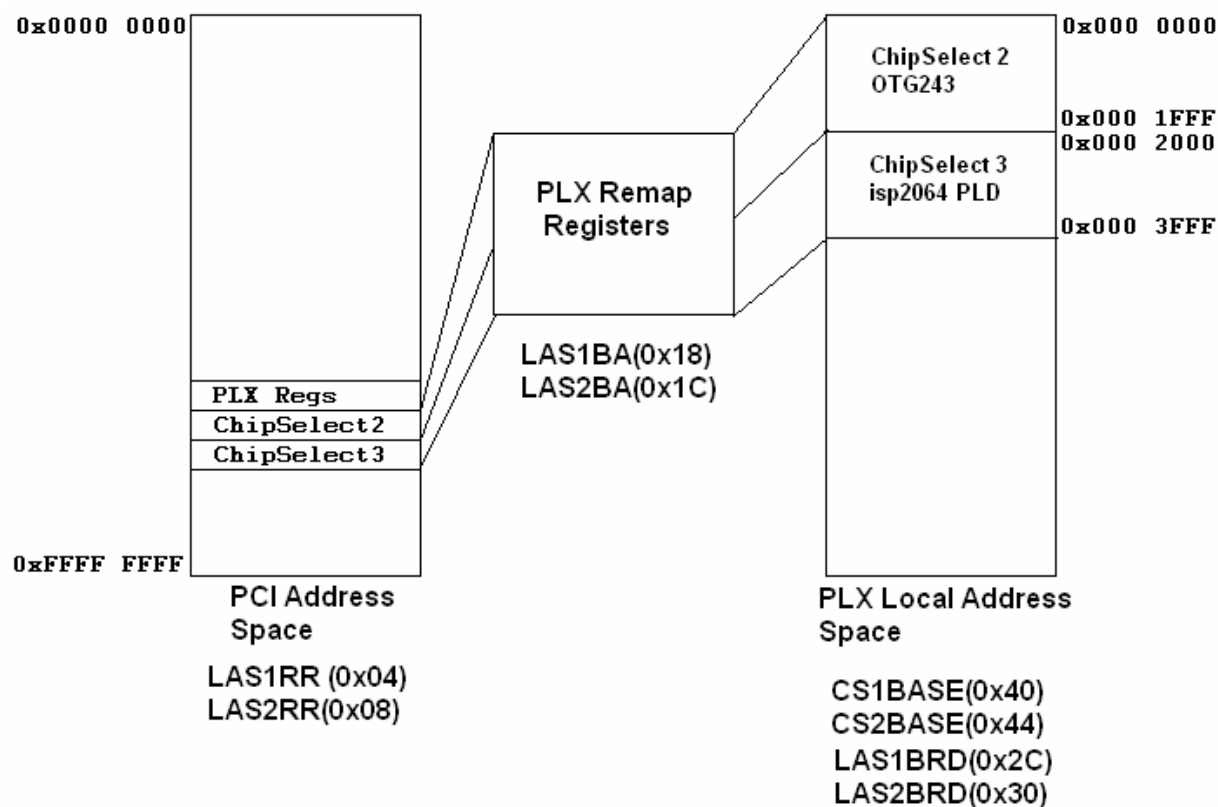 0x0000 0000
PLX Regs
ChipSelect2
ChipSelect3
0xFFFF FFFF
PCI Address
Space
LAS1RR (0x04)
LAS2RR(0x08)
PLX Remap
Registers
LAS1BA(0x18)
LAS2BA(0x1C)
0x000 0000
ChipSelect 2
OTG243
0x000 1FFF
0x000 2000
ChipSelect 3
isp2064 PLD
0x000 3FFF
PLX Local Address
Space
CS1BASE(0x40)
CS2BASE(0x44)
LAS1BRD(0x2C)
LAS2BRD(0x30)